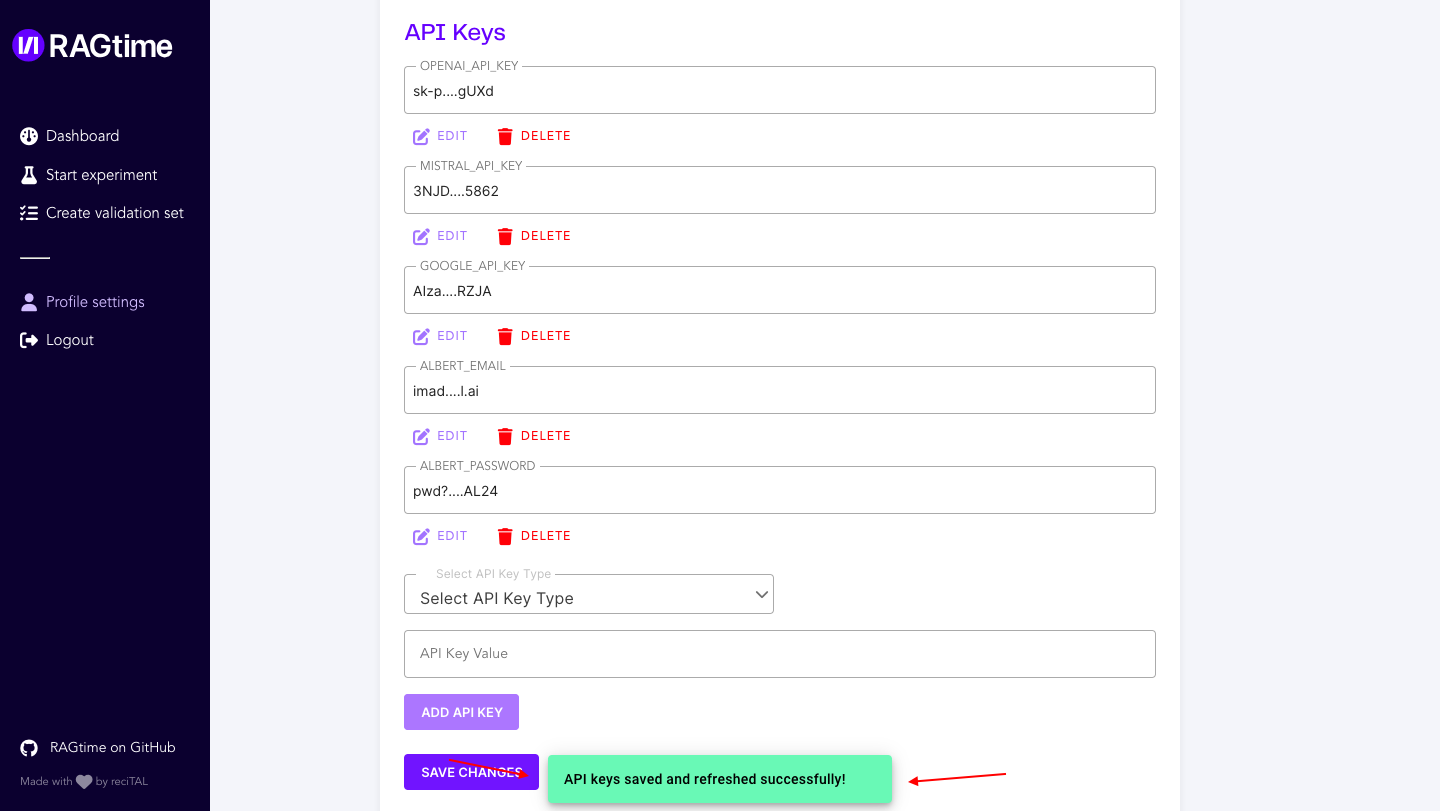 RAGtime
Dashboard
Start experiment
Create validation set
Profile settings
Logout
RAGtime on GitHub
Made with by reciTAL
API Keys
OPENAI_API_KEY
sk-p....gUXd
EDIT DELETE
MISTRAL_API_KEY
3NJD....5862
EDIT DELETE
GOOGLE_API_KEY
AIza....RZJA
EDIT DELETE
ALBERT_EMAIL
imad....l.ai
EDIT DELETE
ALBERT_PASSWORD
pwd?....AL24
EDIT DELETE
Select API Key Type
Select API Key Type
API Key Value
ADD API KEY
SAVE CHANGES
API keys saved and refreshed successfully!